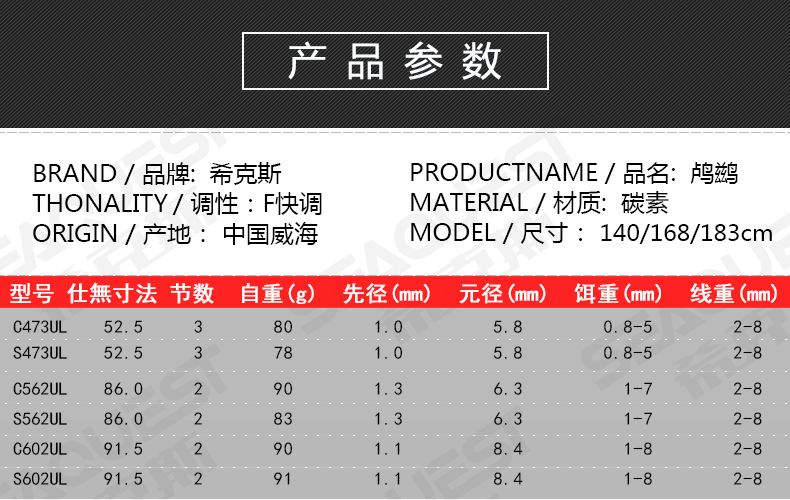 产品参数
BRAND / 品牌: 希克斯
PRODUCTNAME / 品名: 鸬鹚
THONALITY / 调性：F快调
MATERIAL / 材质: 碳素
ORIGIN / 产地： 中国威海
MODEL / 尺寸： 140/168/183cm
型号 仕無寸法 节数 自重(g) 先径(mm) 元径(mm) 饵重(mm) 线重(mm)
C473UL 52.5 3 80 1.0 5.8 0.8-5 2-8
S473UL 52.5 3 78 1.0 5.8 0.8-5 2-8
C562UL 86.0 2 90 1.3 6.3 1-7 2-8
S562UL 86.0 2 83 1.3 6.3 1-7 2-8
C602UL 91.5 2 90 1.1 8.4 1-8 2-8
S602UL 91.5 2 91 1.1 8.4 1-8 2-8
SEAQUEST
希克斯